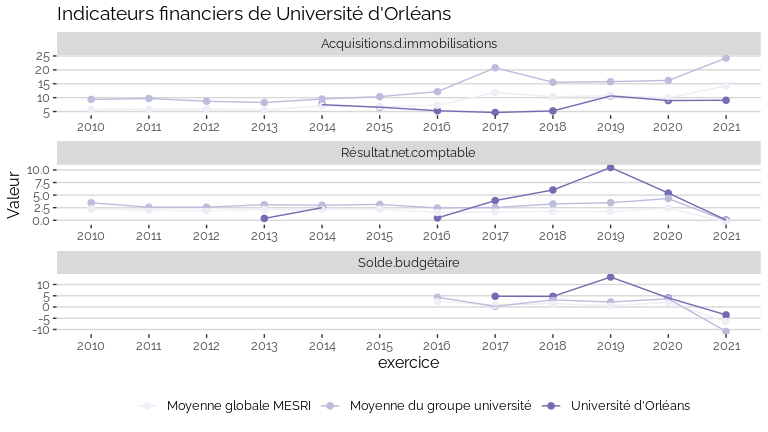 Indicateurs financiers de Université d'Orléans
Acquisitions.d.immobilisations
25
20
15
10
5
2010 2011 2012 2013 2014 2015 2016 2017 2018 2019 2020 2021
Résultat.net.comptable
10.0
7.5
5.0
2.5
0.0
2010 2011 2012 2013 2014 2015 2016 2017 2018 2019 2020 2021
Valeur
Solde.budgétaire
10
5
0
-5
-10
2010 2011 2012 2013 2014 2015 2016 2017 2018 2019 2020 2021
exercice
Moyenne globale MESRI Moyenne du groupe université Université d'Orléans